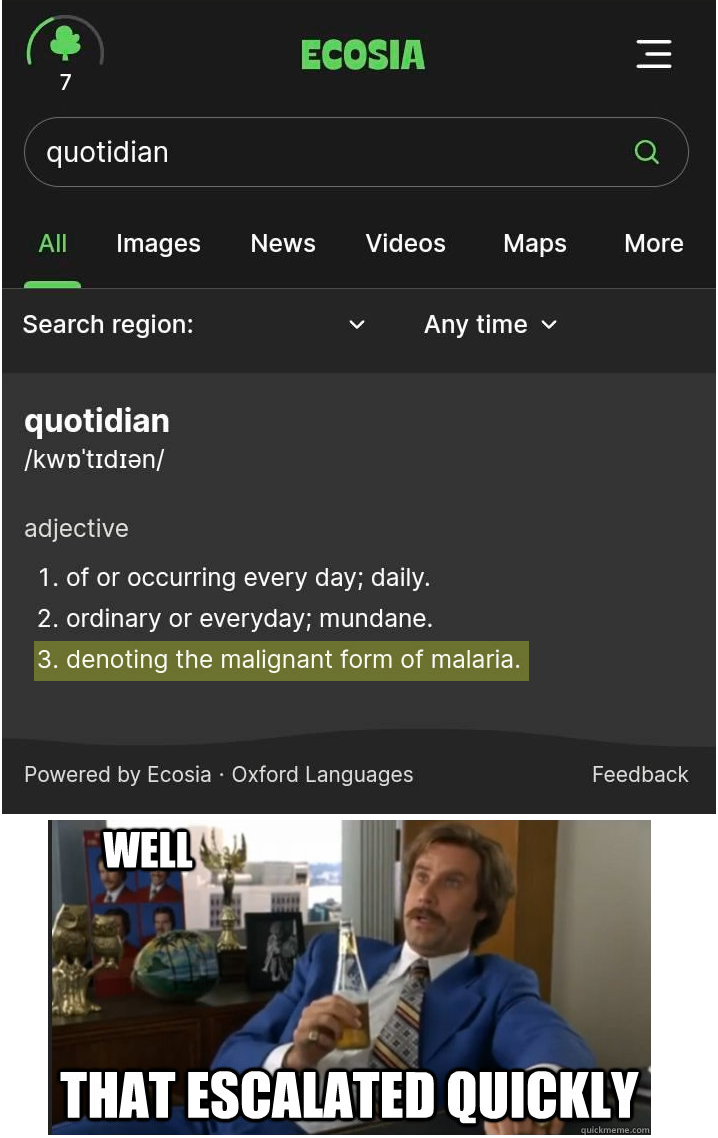 7
ECOSIA
quotidian
All Images News Videos Maps More
Search region: Any time
quotidian
/kwɒˈtɪdɪən/
adjective
1. of or occurring every day; daily.
2. ordinary or everyday; mundane.
3. denoting the malignant form of malaria.
Powered by Ecosia · Oxford Languages Feedback
WELL
THAT ESCALATED QUICKLY
quickmeme.com